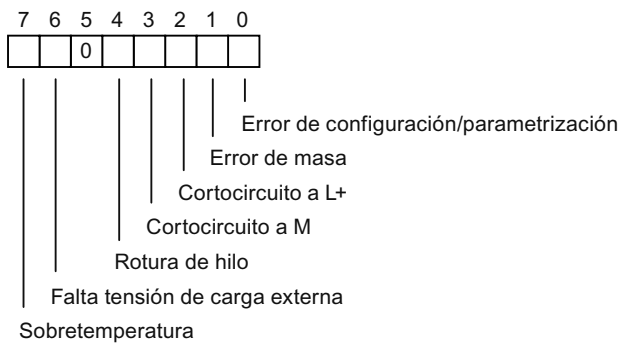 7 6 5 4 3 2 1 0
0
Error de configuración/parametrización
Error de masa
Cortocircuito a L+
Cortocircuito a M
Rotura de hilo
Falta tensión de carga externa
Sobretemperatura